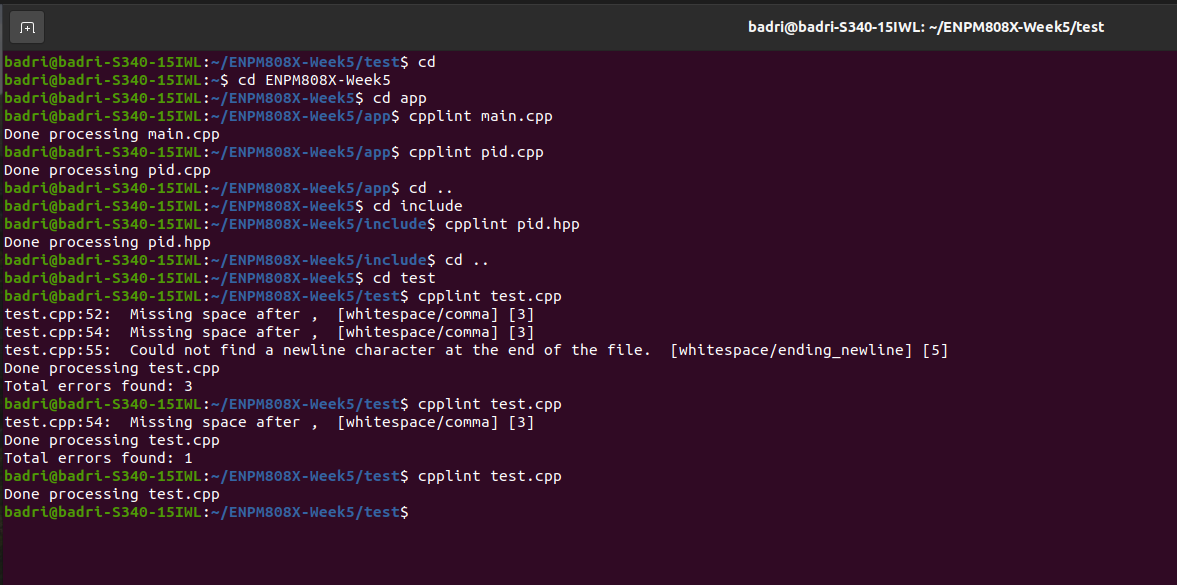 badri@badri-S340-15IWL: ~/ENPM808X-Week5/test
badri@badri-S340-15IWL:~/ENPM808X-Week5/test$ cd
badri@badri-S340-15IWL:~$ cd ENPM808X-Week5
badri@badri-S340-15IWL:~/ENPM808X-Week5$ cd app
badri@badri-S340-15IWL:~/ENPM808X-Week5/app$ cpplint main.cpp
Done processing main.cpp
badri@badri-S340-15IWL:~/ENPM808X-Week5/app$ cpplint pid.cpp
Done processing pid.cpp
badri@badri-S340-15IWL:~/ENPM808X-Week5/app$ cd ..
badri@badri-S340-15IWL:~/ENPM808X-Week5$ cd include
badri@badri-S340-15IWL:~/ENPM808X-Week5/include$ cpplint pid.hpp
Done processing pid.hpp
badri@badri-S340-15IWL:~/ENPM808X-Week5/include$ cd ..
badri@badri-S340-15IWL:~/ENPM808X-Week5$ cd test
badri@badri-S340-15IWL:~/ENPM808X-Week5/test$ cpplint test.cpp
test.cpp:52:  Missing space after ,  [whitespace/comma] [3]
test.cpp:54:  Missing space after ,  [whitespace/comma] [3]
test.cpp:55:  Could not find a newline character at the end of the file.  [whitespace/ending_newline] [5]
Done processing test.cpp
Total errors found: 3
badri@badri-S340-15IWL:~/ENPM808X-Week5/test$ cpplint test.cpp
test.cpp:54:  Missing space after ,  [whitespace/comma] [3]
Done processing test.cpp
Total errors found: 1
badri@badri-S340-15IWL:~/ENPM808X-Week5/test$ cpplint test.cpp
Done processing test.cpp
badri@badri-S340-15IWL:~/ENPM808X-Week5/test$